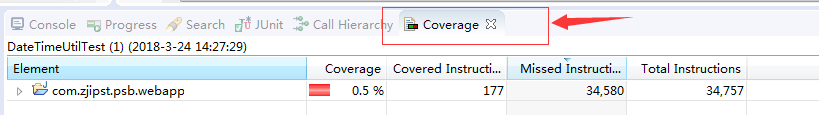 Console Progress Search JUnit Call Hierarchy Coverage
DateTimeUtilTest (1) (2018-3-24 14:27:29)
Element Coverage Covered Instructi... Missed Instructi... Total Instructions
com.zjipst.psb.webapp 0.5 % 177 34,580 34,757